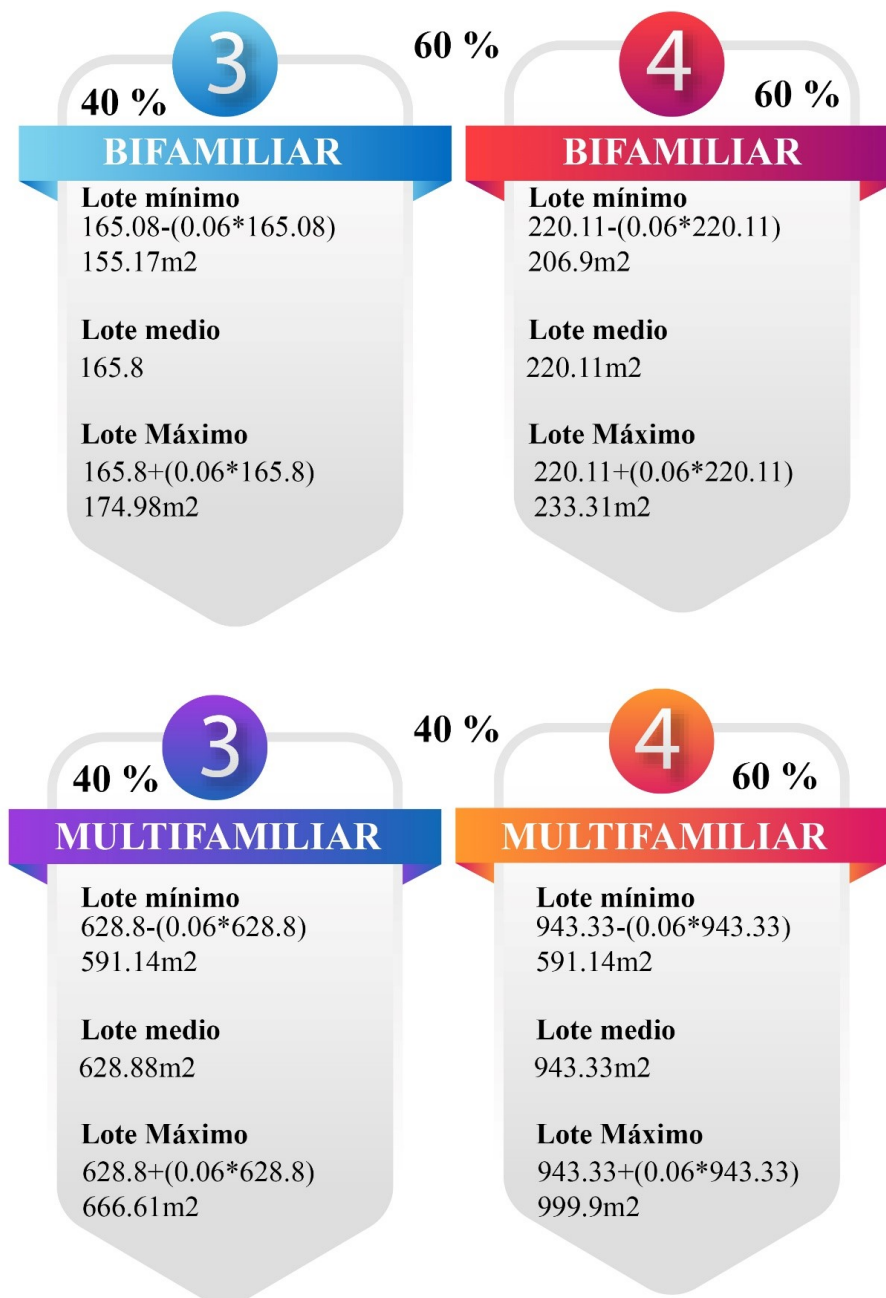 60 %
3
40 %
BIFAMILIAR
Lote mínimo
165.08-(0.06*165.08)
155.17m2
Lote medio
165.8
Lote Máximo
165.8+(0.06*165.8)
174.98m2
4
60 %
BIFAMILIAR
Lote mínimo
220.11-(0.06*220.11)
206.9m2
Lote medio
220.11m2
Lote Máximo
220.11+(0.06*220.11)
233.31m2
40 %
3
40 %
MULTIFAMILIAR
Lote mínimo
628.8-(0.06*628.8)
591.14m2
Lote medio
628.88m2
Lote Máximo
628.8+(0.06*628.8)
666.61m2
4
60 %
MULTIFAMILIAR
Lote mínimo
943.33-(0.06*943.33)
591.14m2
Lote medio
943.33m2
Lote Máximo
943.33+(0.06*943.33)
999.9m2